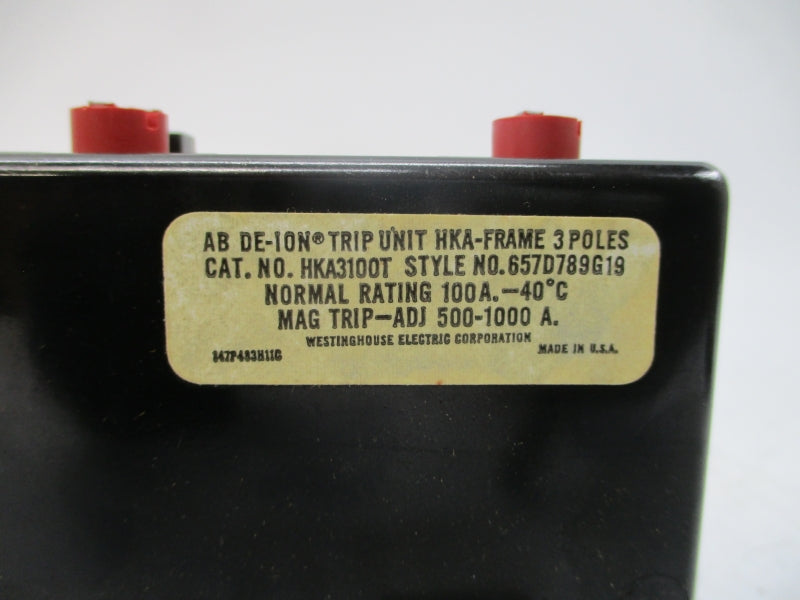 AB DE-ION® TRIP UNIT HKA-FRAME 3 POLES
CAT. NO. HKA3100T STYLE NO. 657D789G19
NORMAL RATING 100 A.-40°C
MAG TRIP-ADJ 500-1000 A.
WESTINGHOUSE ELECTRIC CORPORATION
MADE IN U.S.A.